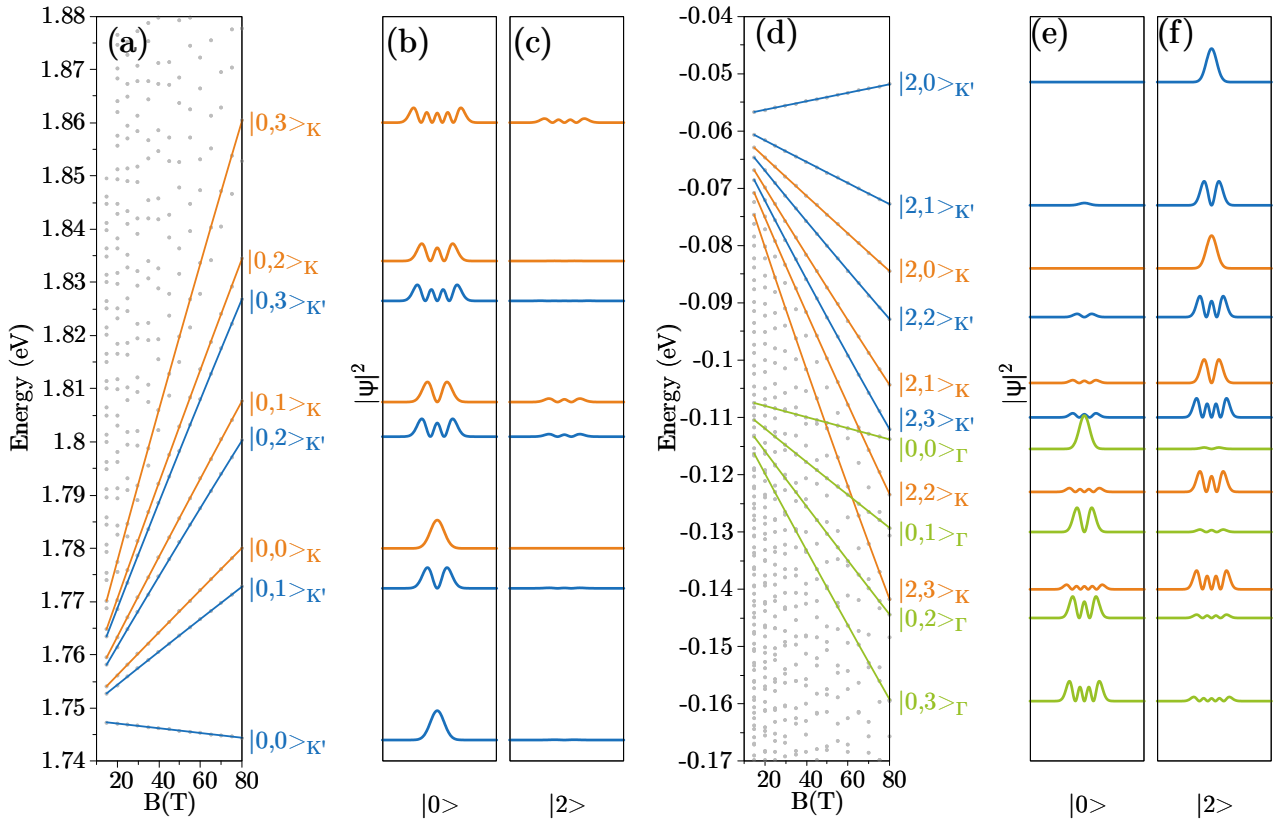 (a)
Energy (eV)
1.88
1.87
1.86
1.85
1.84
1.83
1.82
1.81
1.8
1.79
1.78
1.77
1.76
1.75
1.74
20 40 60 80
B(T)
|0,3>K
|0,2>K
|0,3>K'
|0,1>K
|0,2>K'
|0,0>K
|0,1>K'
|0,0>K'
|ψ|²
(b)
|0>
(c)
|2>
(d)
Energy (eV)
-0.04
-0.05
-0.06
-0.07
-0.08
-0.09
-0.1
-0.11
-0.12
-0.13
-0.14
-0.15
-0.16
-0.17
20 40 60 80
B(T)
|2,0>K'
|2,1>K'
|2,0>K
|2,2>K'
|2,1>K
|2,3>K'
|0,0>Γ
|2,2>K
|0,1>Γ
|2,3>K
|0,2>Γ
|0,3>Γ
|ψ|²
(e)
|0>
(f)
|2>